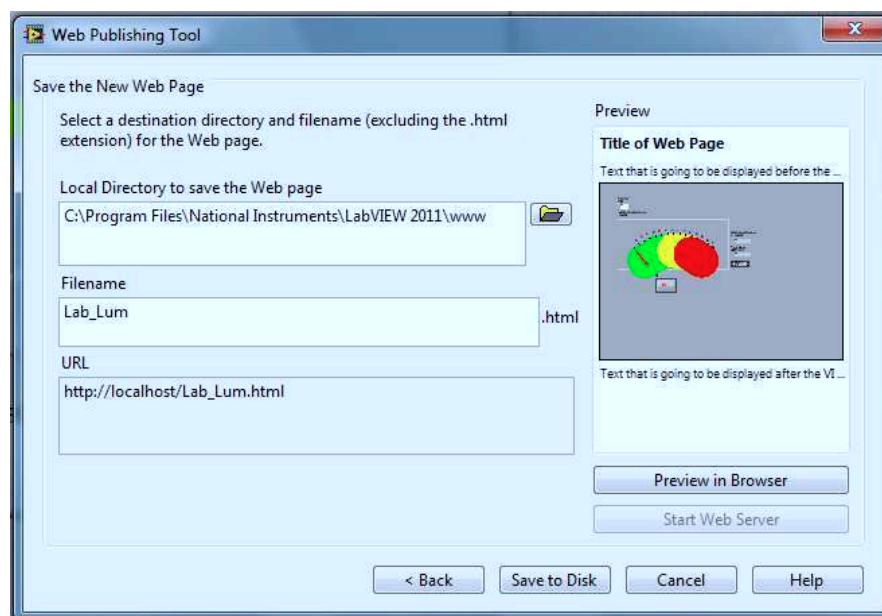 Web Publishing Tool
Save the New Web Page
Select a destination directory and filename (excluding the .html
extension) for the Web page.
Local Directory to save the Web page
C:\Program Files\National Instruments\LabVIEW 2011\www
Filename
Lab_Lum
.html
URL
http://localhost/Lab_Lum.html
Preview
Title of Web Page
Text that is going to be displayed before the ...
Text that is going to be displayed after the VI ...
Preview in Browser
Start Web Server
< Back
Save to Disk
Cancel
Help